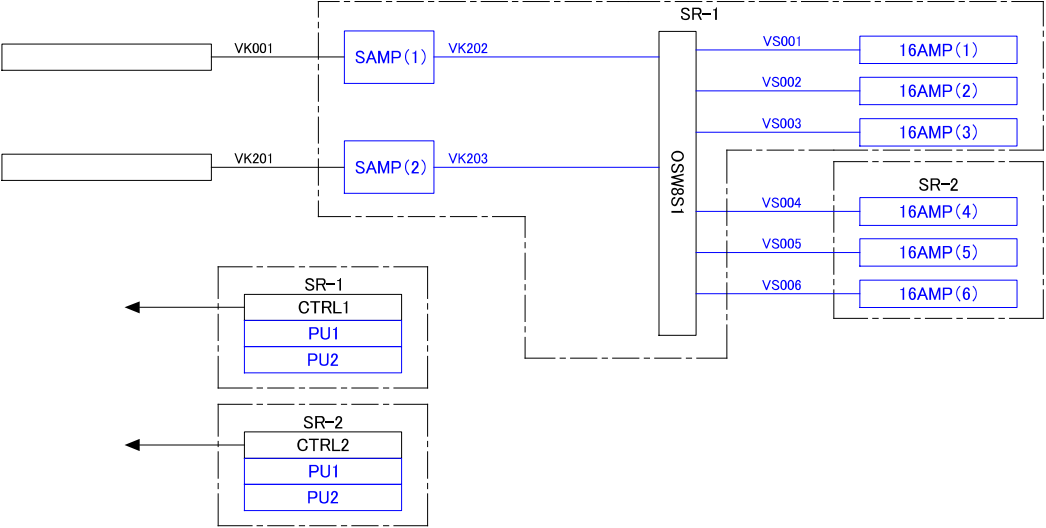 SR-1
VK001
SAMP(1)
VK202
VS001
16AMP(1)
VS002
16AMP(2)
VS003
16AMP(3)
VK201
SAMP(2)
VK203
OSW8S1
SR-2
VS004
16AMP(4)
VS005
16AMP(5)
VS006
16AMP(6)
SR-1
CTRL1
PU1
PU2
SR-2
CTRL2
PU1
PU2